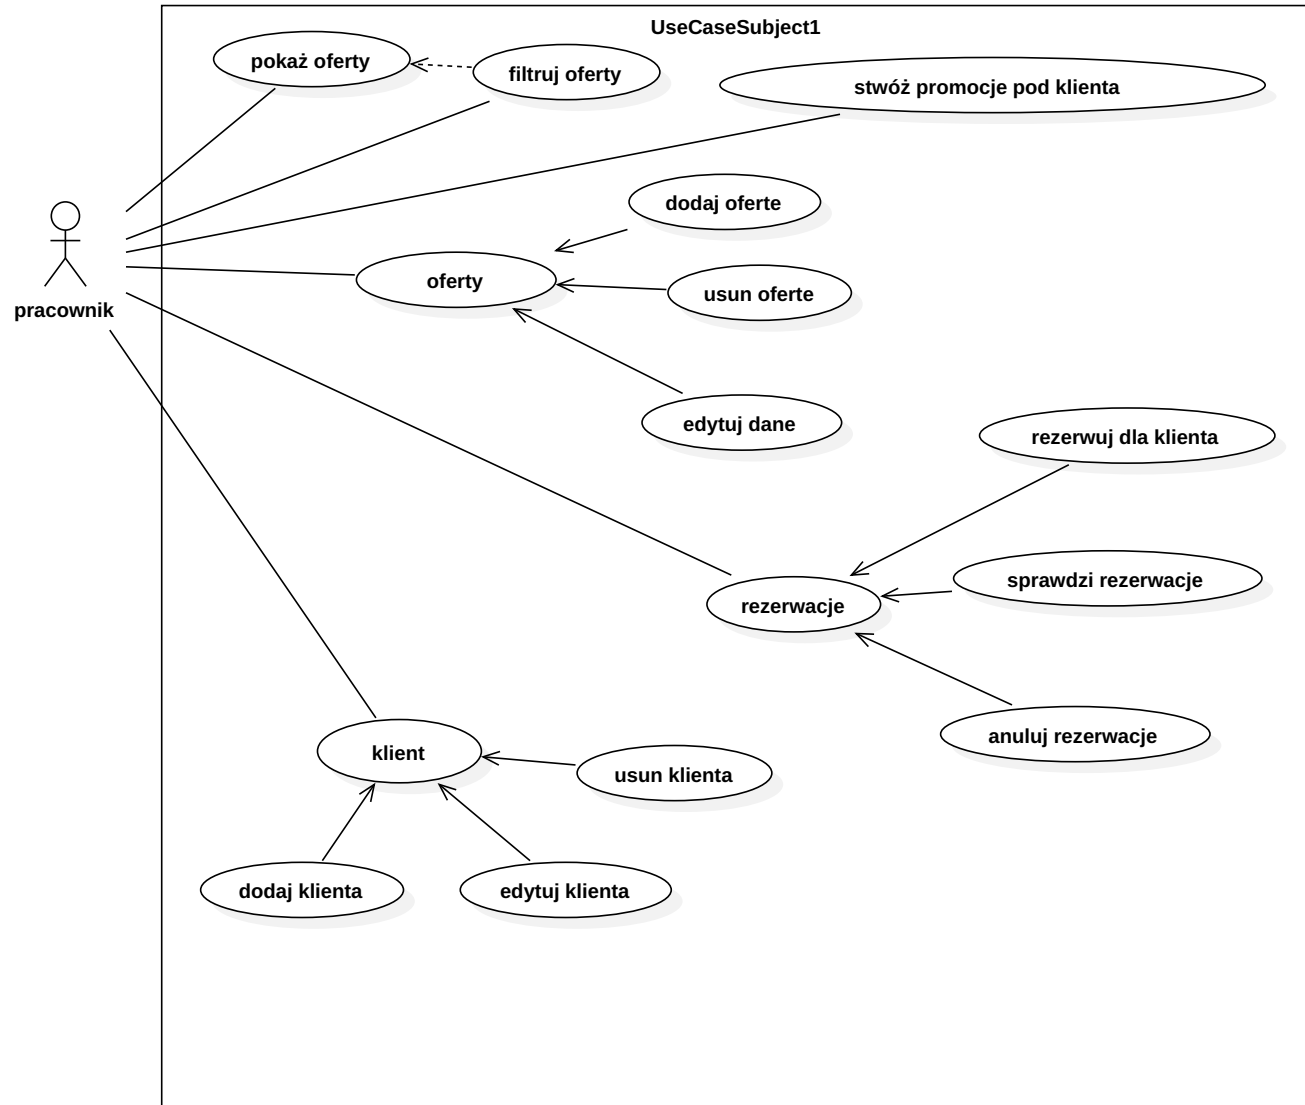 UseCaseSubject1
pokaż oferty
filtruj oferty
stwóż promocje pod klienta
dodaj oferte
oferty
usun oferte
pracownik
edytuj dane
rezerwuj dla klienta
sprawdzi rezerwacje
rezerwacje
anuluj rezerwacje
klient
usun klienta
dodaj klienta
edytuj klienta